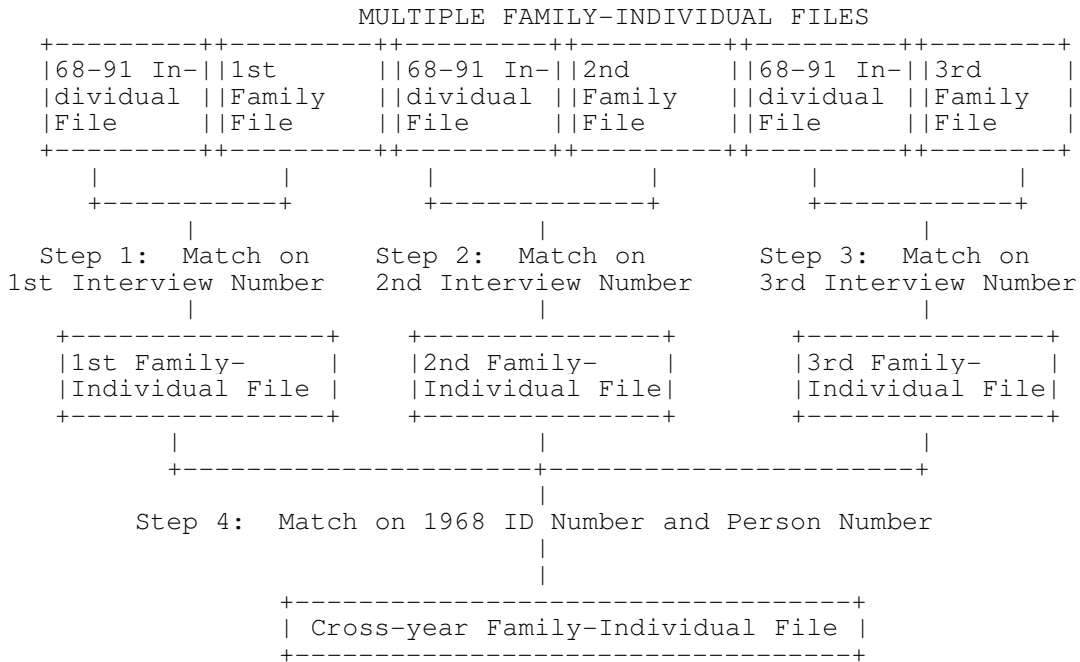 MULTIPLE FAMILY-INDIVIDUAL FILES
+---------++---------++---------++---------++---------++--------+
|68-91 In-||1st      ||68-91 In-||2nd      ||68-91 In-||3rd     |
|dividual ||Family   ||dividual ||Family   ||dividual ||Family  |
|File     ||File     ||File     ||File     ||File     ||File    |
+---------++---------++---------++---------++---------++--------+
|           |        |             |         |            |
+-----------+        +-------------+         +------------+
|                     |                       |
Step 1:  Match on    Step 2:  Match on       Step 3:  Match on
1st Interview Number   2nd Interview Number    3rd Interview Number
|                     |                       |
+----------------+    +---------------+       +---------------+
|1st Family-     |    |2nd Family-    |       |3rd Family-    |
|Individual File |    |Individual File|       |Individual File|
+----------------+    +---------------+       +---------------+
|                      |                       |
+----------------------+-----------------------+
|
Step 4:  Match on 1968 ID Number and Person Number
|
|
+-----------------------------------+
| Cross-year Family-Individual File |
+-----------------------------------+